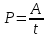 P = A/t